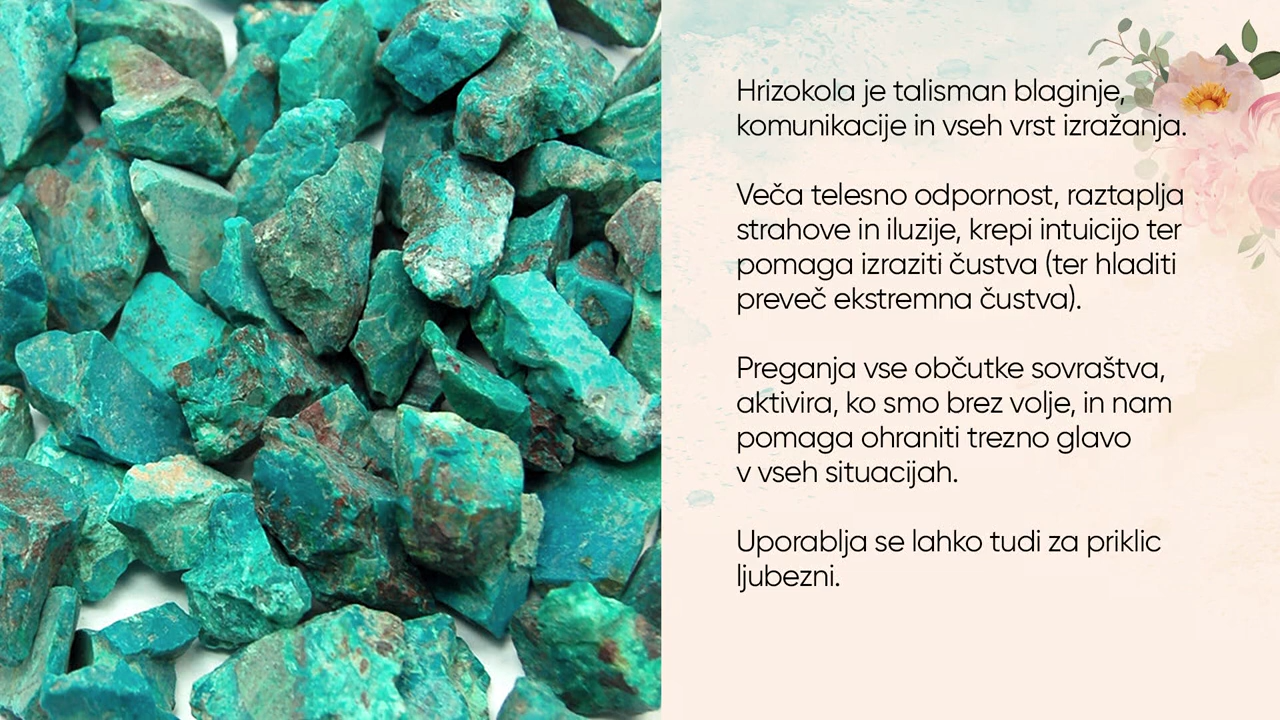 Hrizokola je talisman blaginje,
komunikacije in vseh vrst izražanja.
Veča telesno odpornost, raztaplja
strahove in iluzije, krepi intuicijo ter
pomaga izraziti čustva (ter hladiti
preveč ekstremna čustva).
Preganja vse občutke sovraštva,
aktivira, ko smo brez volje, in nam
pomaga ohraniti trezno glavo
v vseh situacijah.
Uporablja se lahko tudi za priklic
ljubezni.